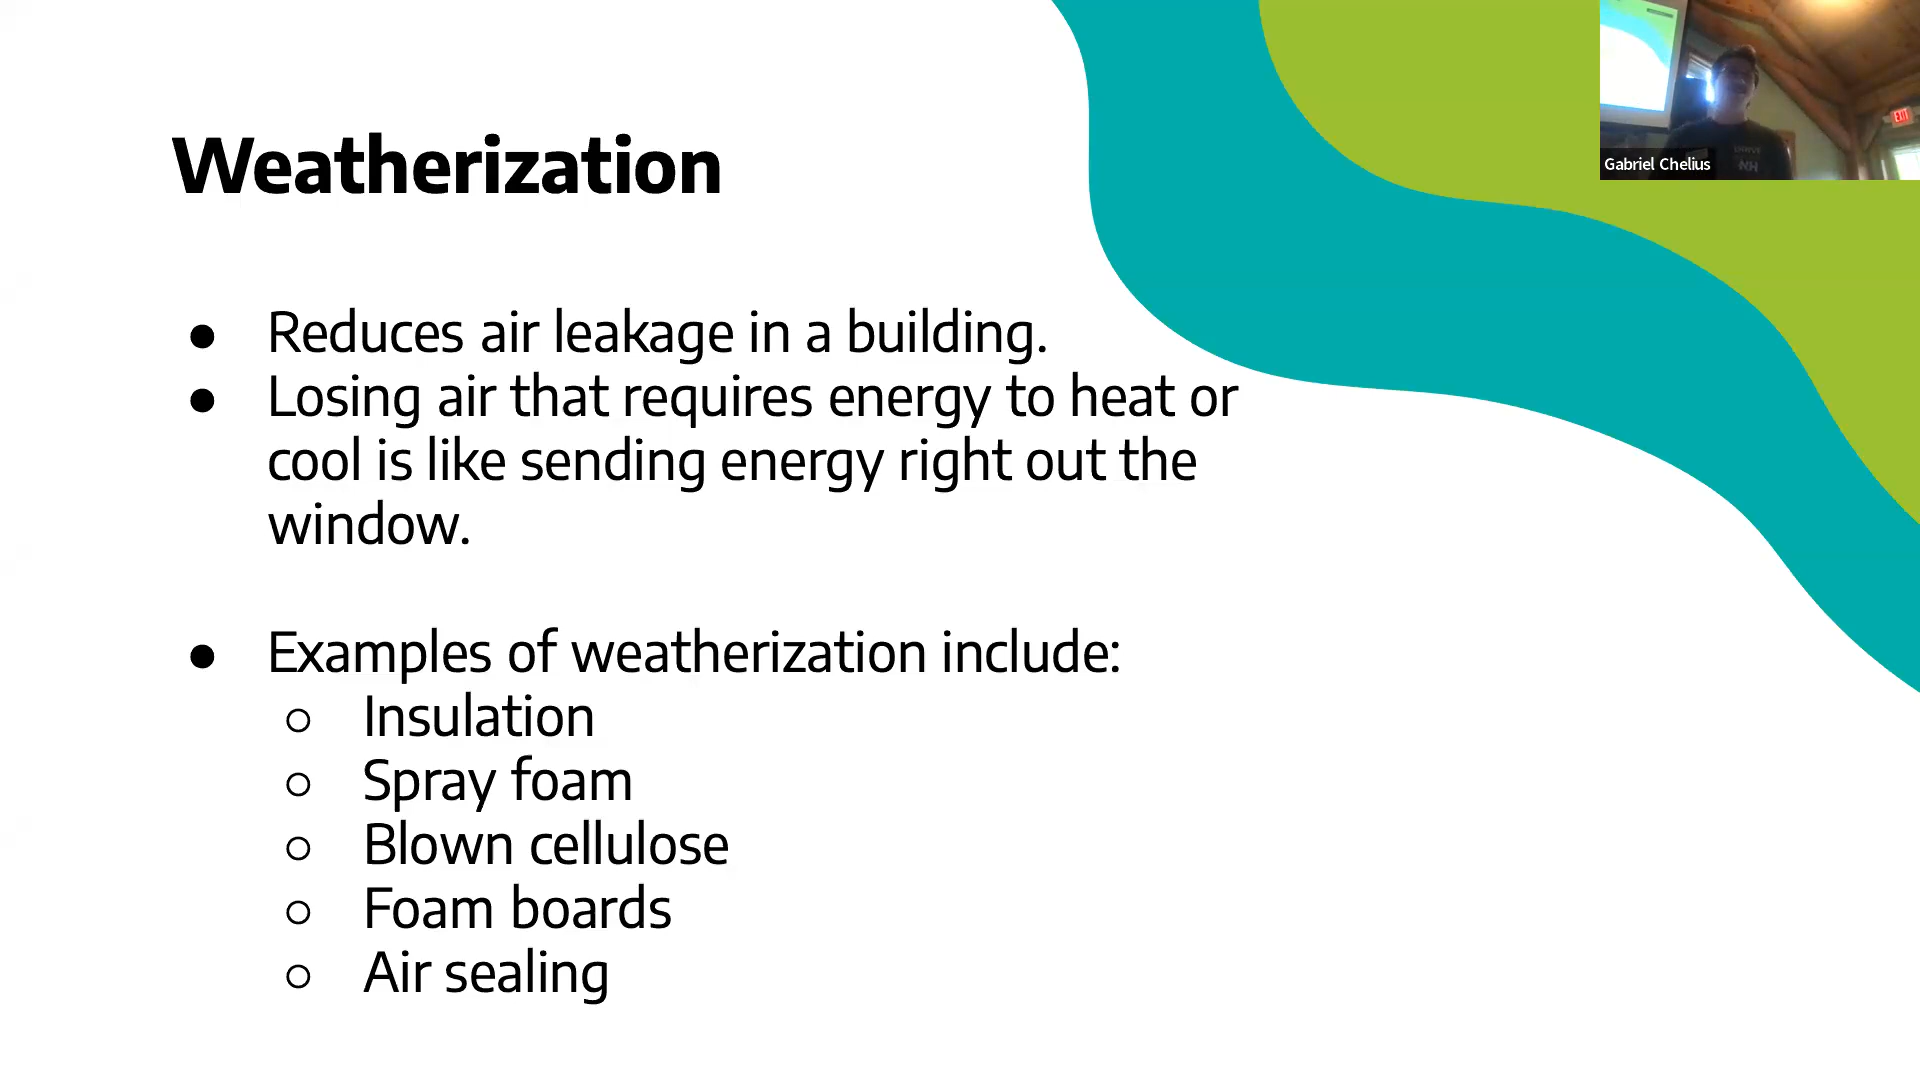 Weatherization
● Reduces air leakage in a building.
● Losing air that requires energy to heat or
cool is like sending energy right out the
window.
● Examples of weatherization include:
○ Insulation
○ Spray foam
○ Blown cellulose
○ Foam boards
○ Air sealing
EXIT
NH
Gabriel Chelius